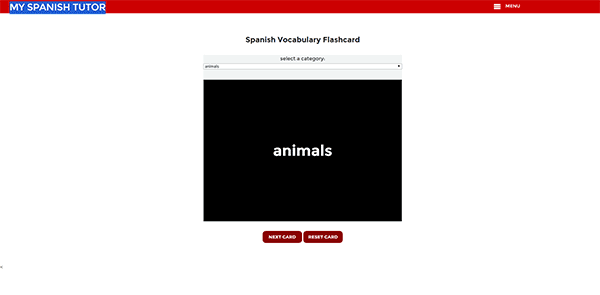 MY SPANISH TUTOR
MENU
Spanish Vocabulary Flashcard
select a category:
animals
animals
NEXT CARD
RESET CARD